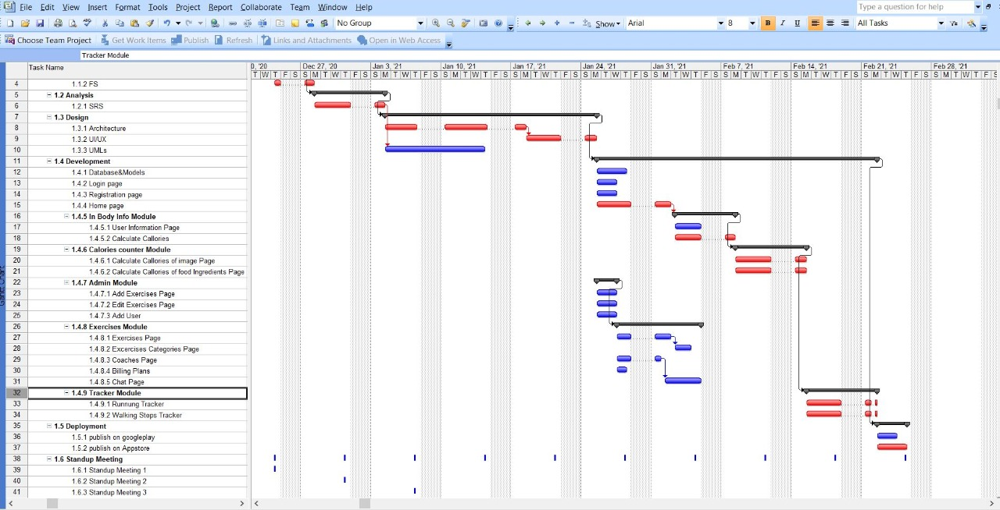 File Edit View Insert Format Tools Project Report Collaborate Team Window Help Type a question for help
No Group Show Arial 8 B I U All Tasks
Choose Team Project Get Work Items Publish Refresh Links and Attachments Open in Web Access
Tracker Module
Task Name 0, '20 Dec 27, '20 Jan 3, '21 Jan 10, '21 Jan 17, '21 Jan 24, '21 Jan 31, '21 Feb 7, '21 Feb 14, '21 Feb 21, '21 Feb 28, '21
T W T F S S M T W T F S S M T W T F S S M T W T F S S M T W T F S S M T W T F S S M T W T F S S M T W T F S S M T W T F S S M T W T F S S M T W T F S
4 1.1.2 FS
5 1.2 Analysis
6 1.2.1 SRS
7 1.3 Design
8 1.3.1 Architecture
9 1.3.2 UI/UX
10 1.3.3 UMLs
11 1.4 Development
12 1.4.1 Database&Models
13 1.4.2 Login page
14 1.4.3 Registration page
15 1.4.4 Home page
16 1.4.5 In Body Info Module
17 1.4.5.1 User Information Page
18 1.4.5.2 Calculate Callories
19 1.4.6 Calories counter Module
20 1.4.6.1 Calculate Callories of image Page
21 1.4.6.2 Calculate Callories of food Ingredients Page
22 1.4.7 Admin Module
23 1.4.7.1 Add Exercises Page
24 1.4.7.2 Edit Exercises Page
25 1.4.7.3 Add User
26 1.4.8 Exercises Module
27 1.4.8.1 Exercises Page
28 1.4.8.2 Excercises Categories Page
29 1.4.8.3 Coaches Page
30 1.4.8.4 Billing Plans
31 1.4.8.5 Chat Page
32 1.4.9 Tracker Module
33 1.4.9.1 Runnung Tracker
34 1.4.9.2 Walking Steps Tracker
35 1.5 Deployment
36 1.5.1 publish on googleplay
37 1.5.2 publish on Appstore
38 1.6 Standup Meeting
39 1.6.1 Standup Meeting 1
40 1.6.2 Standup Meeting 2
41 1.6.3 Standup Meeting 3